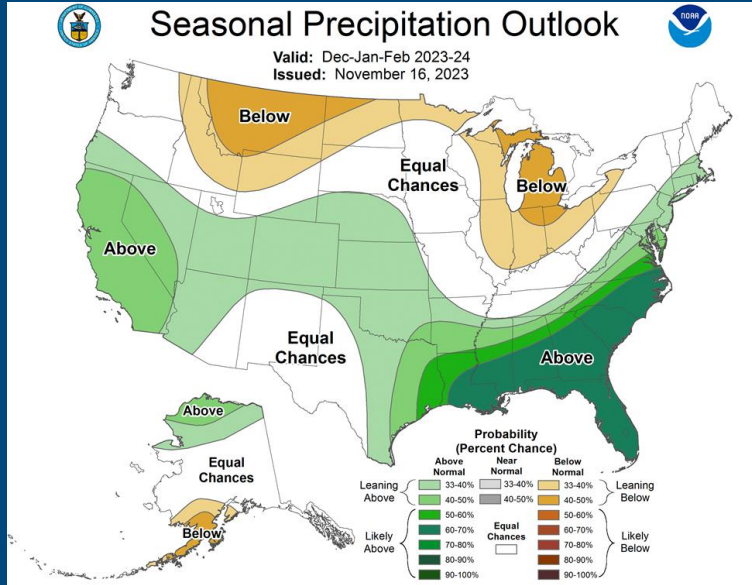 Seasonal Precipitation Outlook
NOAA
Valid: Dec-Jan-Feb 2023-24
Issued: November 16, 2023
Below
Equal
Chances
Below
Above
Equal
Chances
Above
Above
Equal
Chances
Below
Probability
(Percent Chance)
Above
Normal
Near
Normal
Below
Normal
Leaning
Above
33-40% 33-40% 33-40%
40-50% 40-50% 40-50%
Leaning
Below
Likely
Above
50-60% 50-60%
60-70% 60-70%
70-80% 70-80%
80-90% 80-90%
90-100% 90-100%
Equal
Chances
Likely
Below